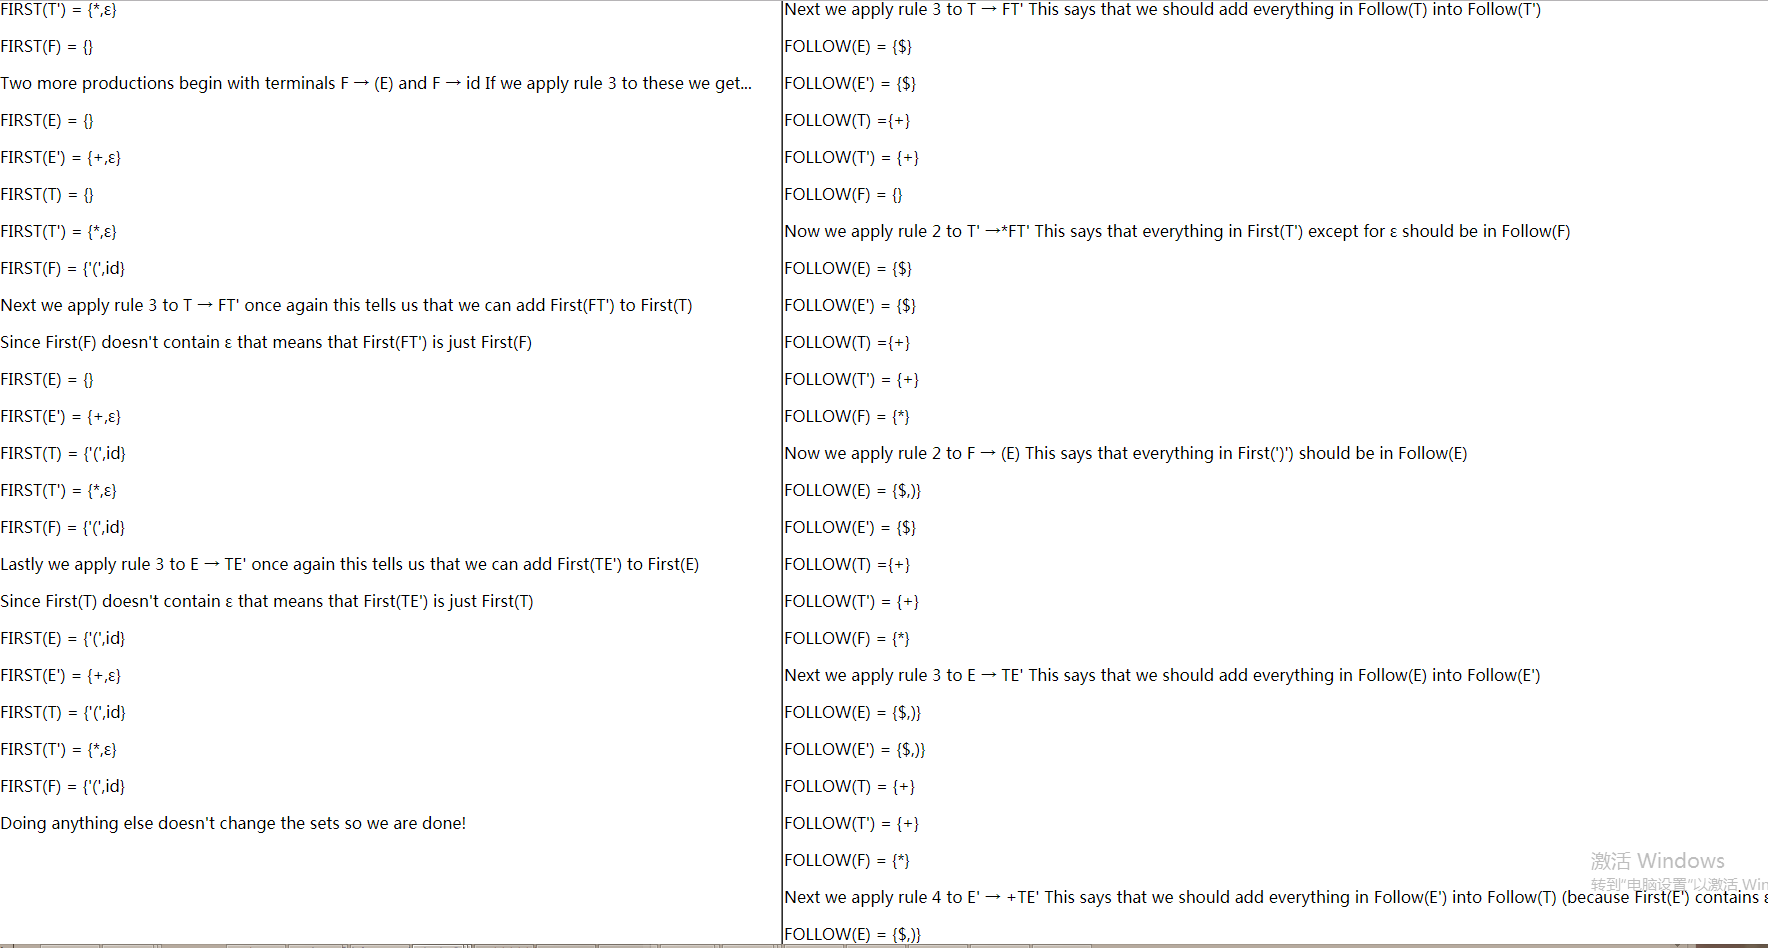 FIRST(T') = {*,ε}
FIRST(F) = {}
Two more productions begin with terminals F → (E) and F → id If we apply rule 3 to these we get...
FIRST(E) = {}
FIRST(E') = {+,ε}
FIRST(T) = {}
FIRST(T') = {*,ε}
FIRST(F) = {'(',id}
Next we apply rule 3 to T → FT' once again this tells us that we can add First(FT') to First(T)
Since First(F) doesn't contain ε that means that First(FT') is just First(F)
FIRST(E) = {}
FIRST(E') = {+,ε}
FIRST(T) = {'(',id}
FIRST(T') = {*,ε}
FIRST(F) = {'(',id}
Lastly we apply rule 3 to E → TE' once again this tells us that we can add First(TE') to First(E)
Since First(T) doesn't contain ε that means that First(TE') is just First(T)
FIRST(E) = {'(',id}
FIRST(E') = {+,ε}
FIRST(T) = {'(',id}
FIRST(T') = {*,ε}
FIRST(F) = {'(',id}
Doing anything else doesn't change the sets so we are done!
Next we apply rule 3 to T → FT' This says that we should add everything in Follow(T) into Follow(T')
FOLLOW(E) = {$}
FOLLOW(E') = {$}
FOLLOW(T) ={+}
FOLLOW(T') = {+}
FOLLOW(F) = {}
Now we apply rule 2 to T' →*FT' This says that everything in First(T') except for ε should be in Follow(F)
FOLLOW(E) = {$}
FOLLOW(E') = {$}
FOLLOW(T) ={+}
FOLLOW(T') = {+}
FOLLOW(F) = {*}
Now we apply rule 2 to F → (E) This says that everything in First(')') should be in Follow(E)
FOLLOW(E) = {$,)}
FOLLOW(E') = {$}
FOLLOW(T) ={+}
FOLLOW(T') = {+}
FOLLOW(F) = {*}
Next we apply rule 3 to E → TE' This says that we should add everything in Follow(E) into Follow(E')
FOLLOW(E) = {$,)}
FOLLOW(E') = {$,)}
FOLLOW(T) = {+}
FOLLOW(T') = {+}
FOLLOW(F) = {*}
Next we apply rule 4 to E' → +TE' This says that we should add everything in Follow(E') into Follow(T) (because First(E') contains ε
FOLLOW(E) = {$,)}
激活 Windows
转到"电脑设置"以激活 Win